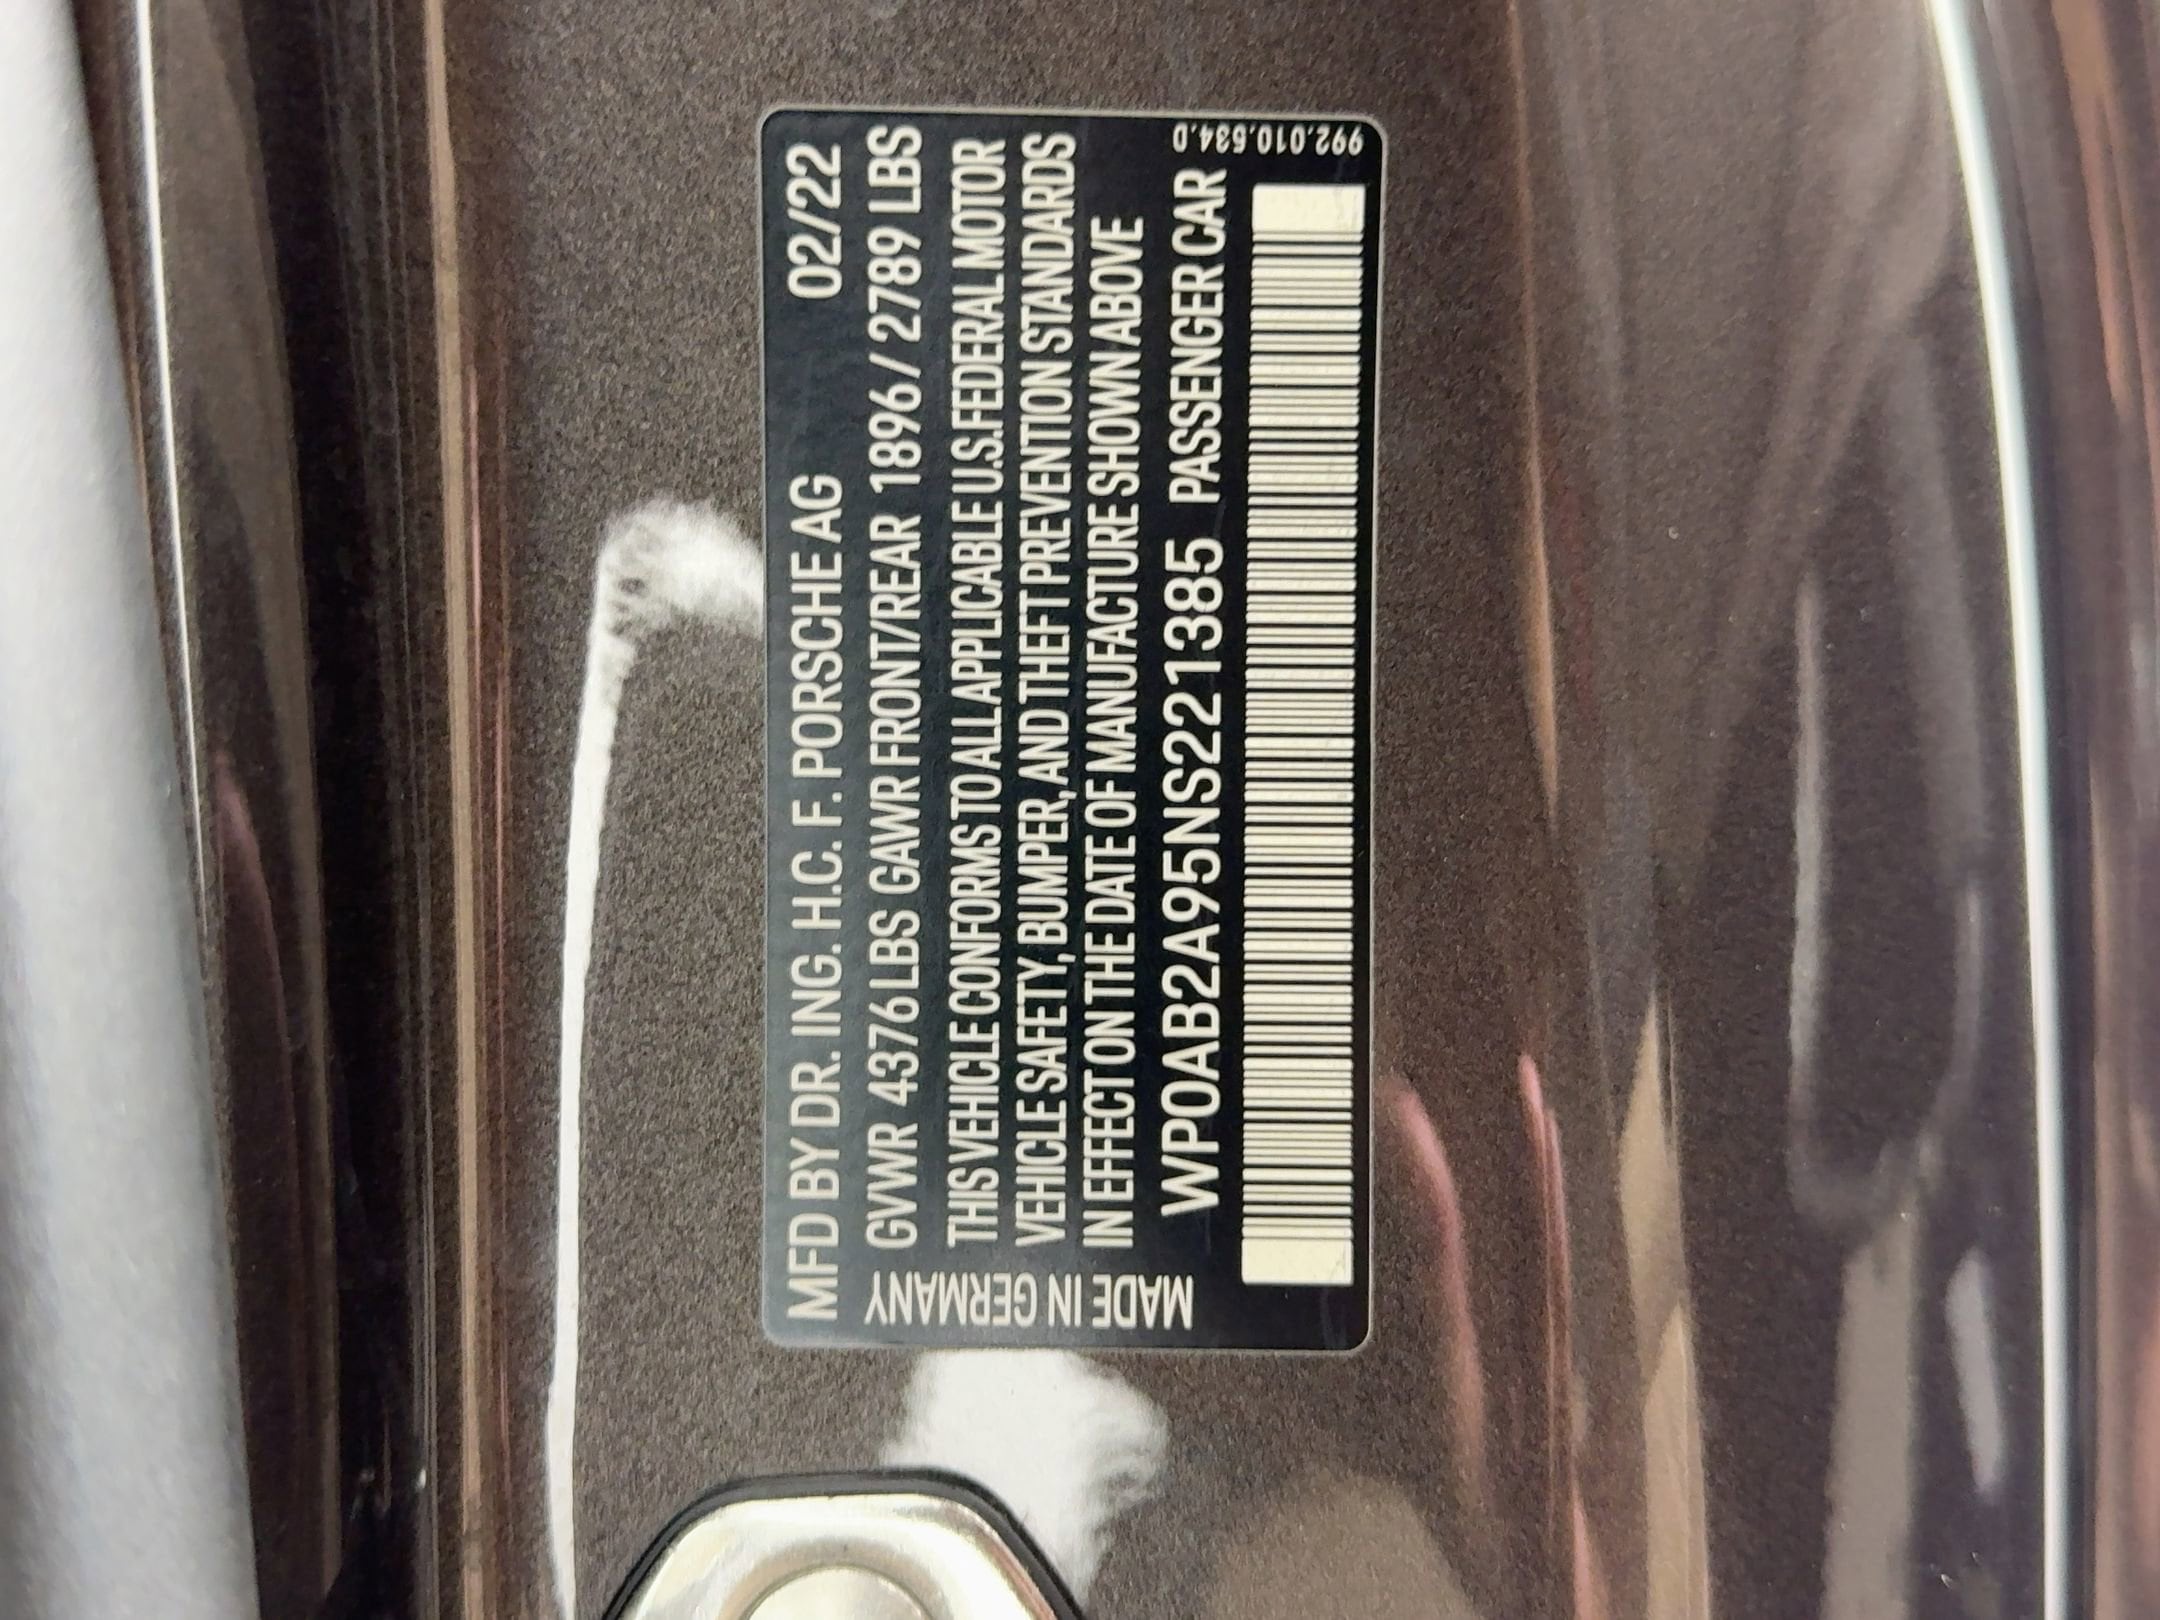 MFD BY DR. ING. H.C. F. PORSCHE AG 02/22
GVWR 4376 LBS GAWR FRONT/REAR 1896 / 2789 LBS
THIS VEHICLE CONFORMS TO ALL APPLICABLE U.S. FEDERAL MOTOR
VEHICLE SAFETY, BUMPER, AND THEFT PREVENTION STANDARDS
IN EFFECT ON THE DATE OF MANUFACTURE SHOWN ABOVE
WP0AB2A95NS221385 PASSENGER CAR
MADE IN GERMANY
992.010.534.D